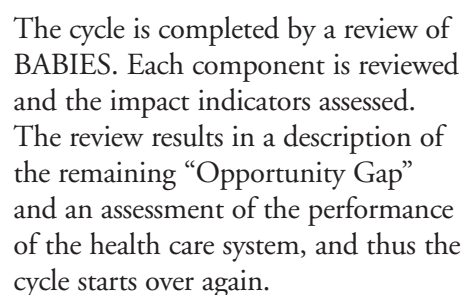 The cycle is completed by a review of
BABIES. Each component is reviewed
and the impact indicators assessed.
The review results in a description of
the remaining “Opportunity Gap”
and an assessment of the performance
of the health care system, and thus the
cycle starts over again.